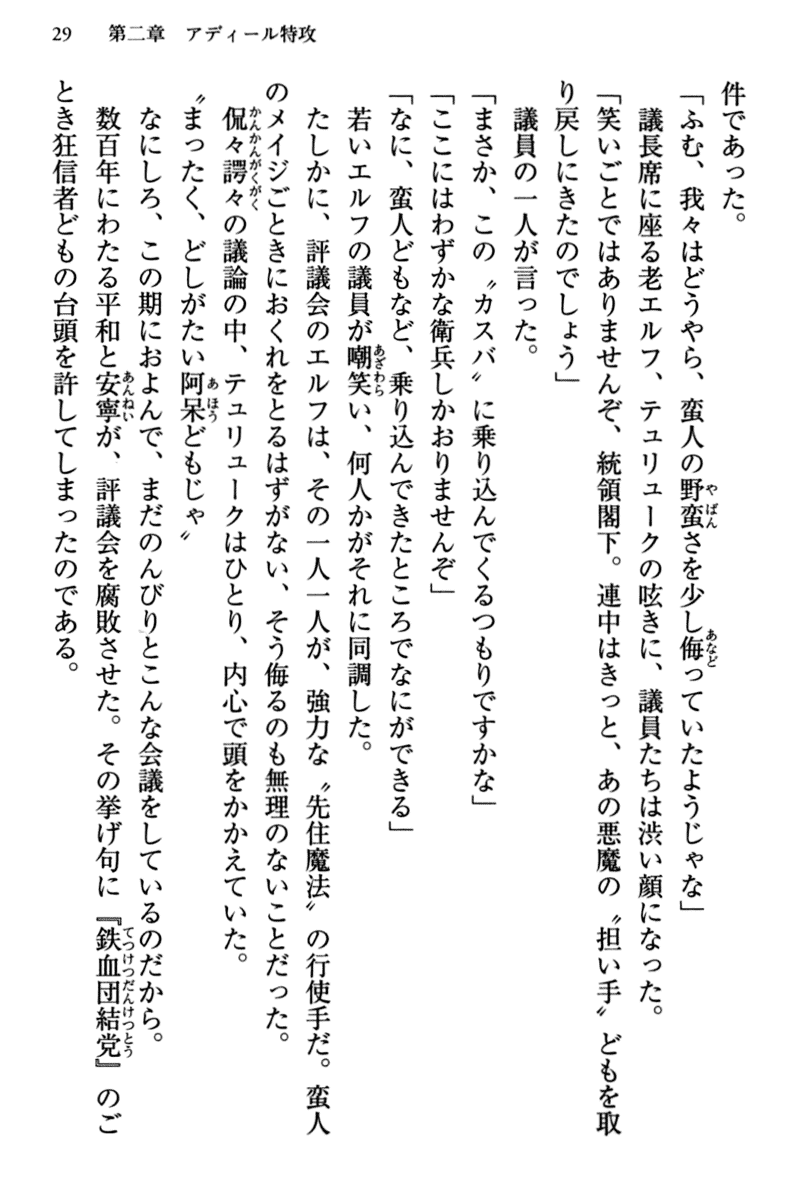 29　第二章　アディール特攻
件であった。
「ふむ、我々はどうやら、蛮人の野蛮さを少し侮っていたようじゃな」
　議長席に座る老エルフ、テュリュークの呟きに、議員たちは渋い顔になった。
「笑いごとではありませんぞ、統領閣下。連中はきっと、あの悪魔の〝担い手〟どもを取
り戻しにきたのでしょう」
　議員の一人が言った。
「まさか、この〝カスバ〟に乗り込んでくるつもりですかな」
「ここにはわずかな衛兵しかおりませんぞ」
「なに、蛮人どもなど、乗り込んできたところでなにができる」
　若いエルフの議員が嘲笑い、何人かがそれに同調した。
　たしかに、評議会のエルフは、その一人一人が、強力な〝先住魔法〟の行使手だ。蛮人
のメイジごときにおくれをとるはずがない、そう侮るのも無理のないことだった。
　侃々諤々の議論の中、テュリュークはひとり、内心で頭をかかえていた。
〝まったく、どしがたい阿呆どもじゃ〟
　なにしろ、この期におよんで、まだのんびりとこんな会議をしているのだから。
　数百年にわたる平和と安寧が、評議会を腐敗させた。その挙げ句に『鉄血団結党』のご
とき狂信者どもの台頭を許してしまったのである。